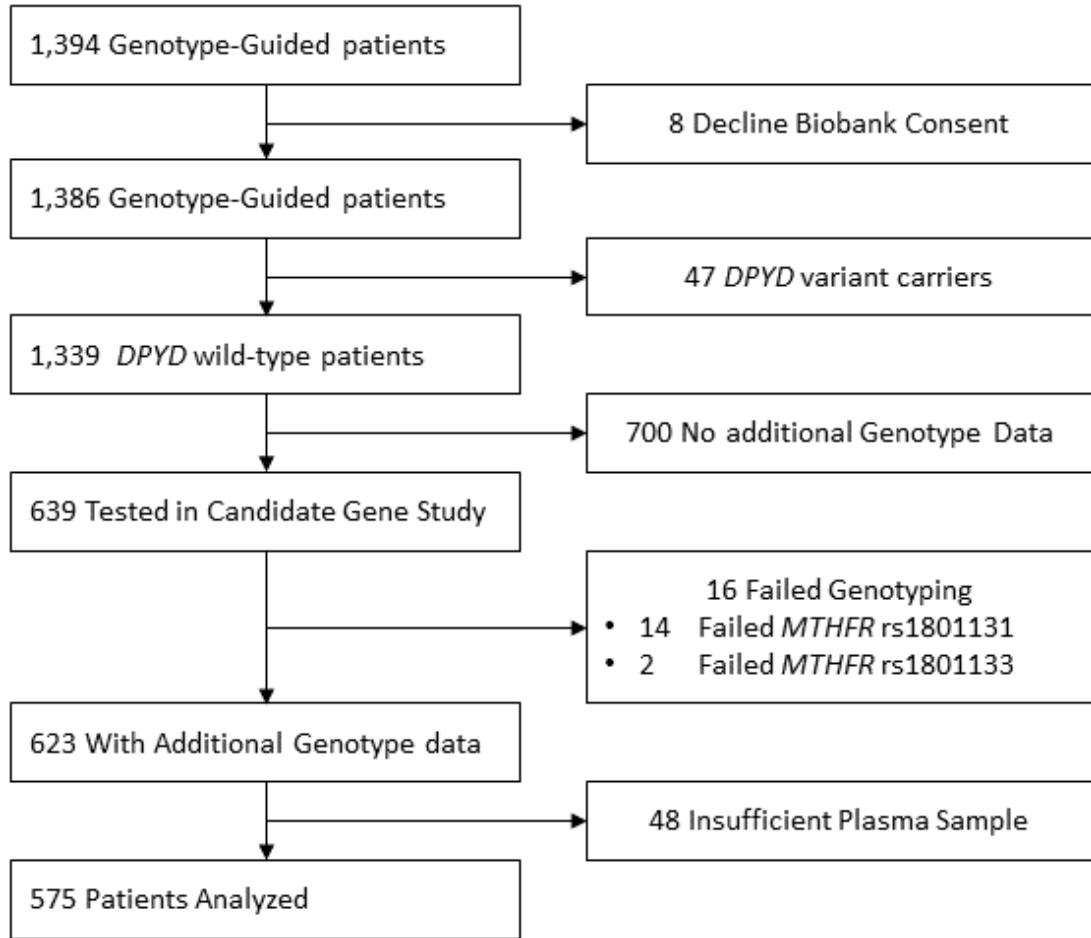 1,394 Genotype-Guided patients
8 Decline Biobank Consent
1,386 Genotype-Guided patients
47 DPYD variant carriers
1,339 DPYD wild-type patients
700 No additional Genotype Data
639 Tested in Candidate Gene Study
16 Failed Genotyping
• 14 Failed MTHFR rs1801131
• 2 Failed MTHFR rs1801133
623 With Additional Genotype data
48 Insufficient Plasma Sample
575 Patients Analyzed